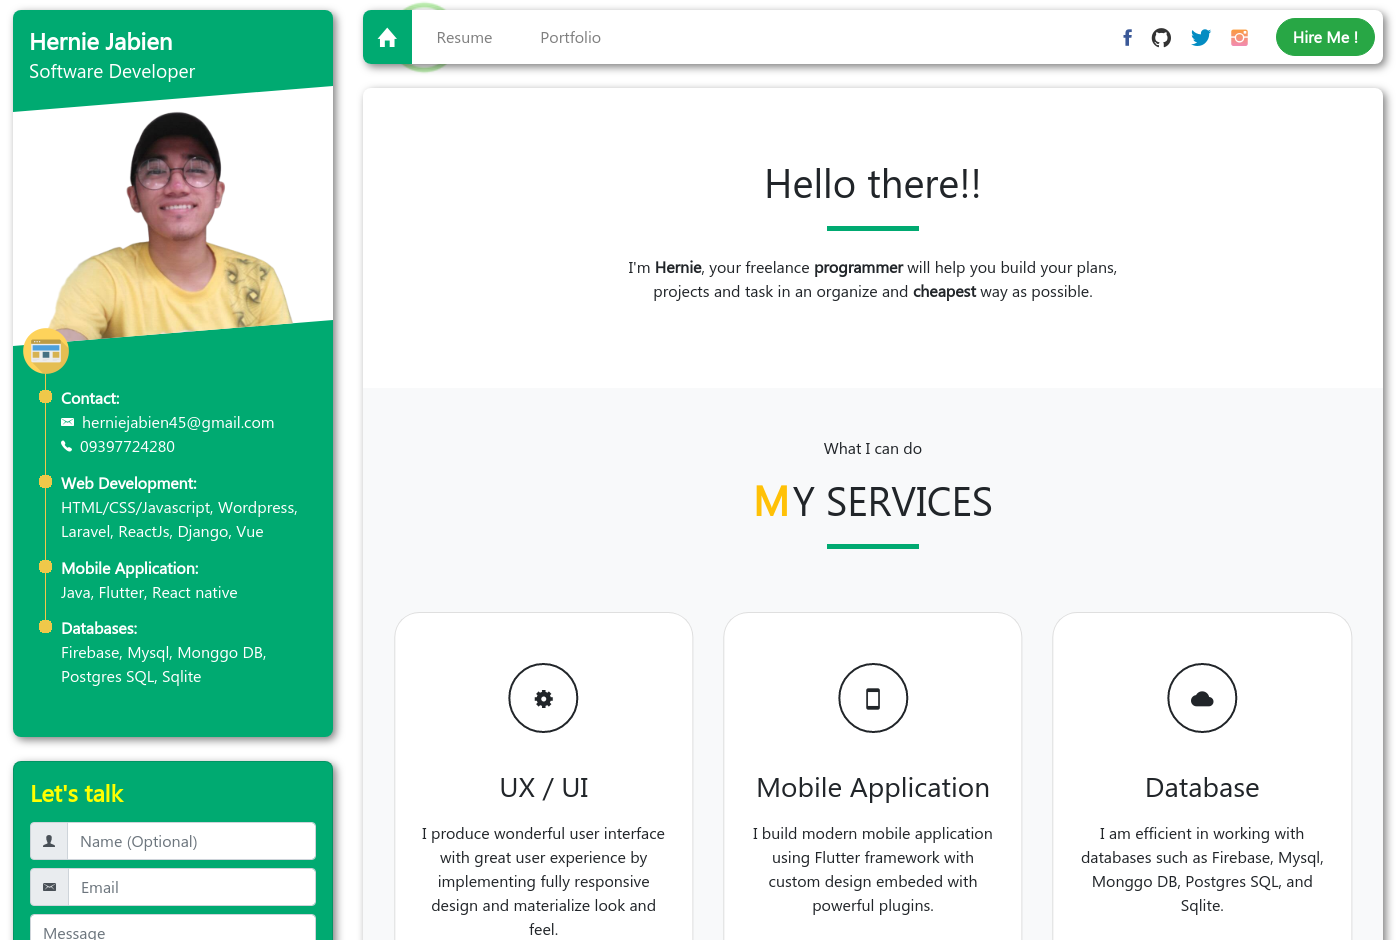 Hernie Jabien
Software Developer
Contact:
herniejabien45@gmail.com
09397724280
Web Development:
HTML/CSS/Javascript, Wordpress,
Laravel, ReactJs, Django, Vue
Mobile Application:
Java, Flutter, React native
Databases:
Firebase, Mysql, Monggo DB,
Postgres SQL, Sqlite
Let's talk
Name (Optional)
Email
Message
Resume
Portfolio
Hire Me !
Hello there!!
I'm Hernie, your freelance programmer will help you build your plans,
projects and task in an organize and cheapest way as possible.
What I can do
MY SERVICES
UX / UI
I produce wonderful user interface
with great user experience by
implementing fully responsive
design and materialize look and
feel.
Mobile Application
I build modern mobile application
using Flutter framework with
custom design embeded with
powerful plugins.
Database
I am efficient in working with
databases such as Firebase, Mysql,
Monggo DB, Postgres SQL, and
Sqlite.